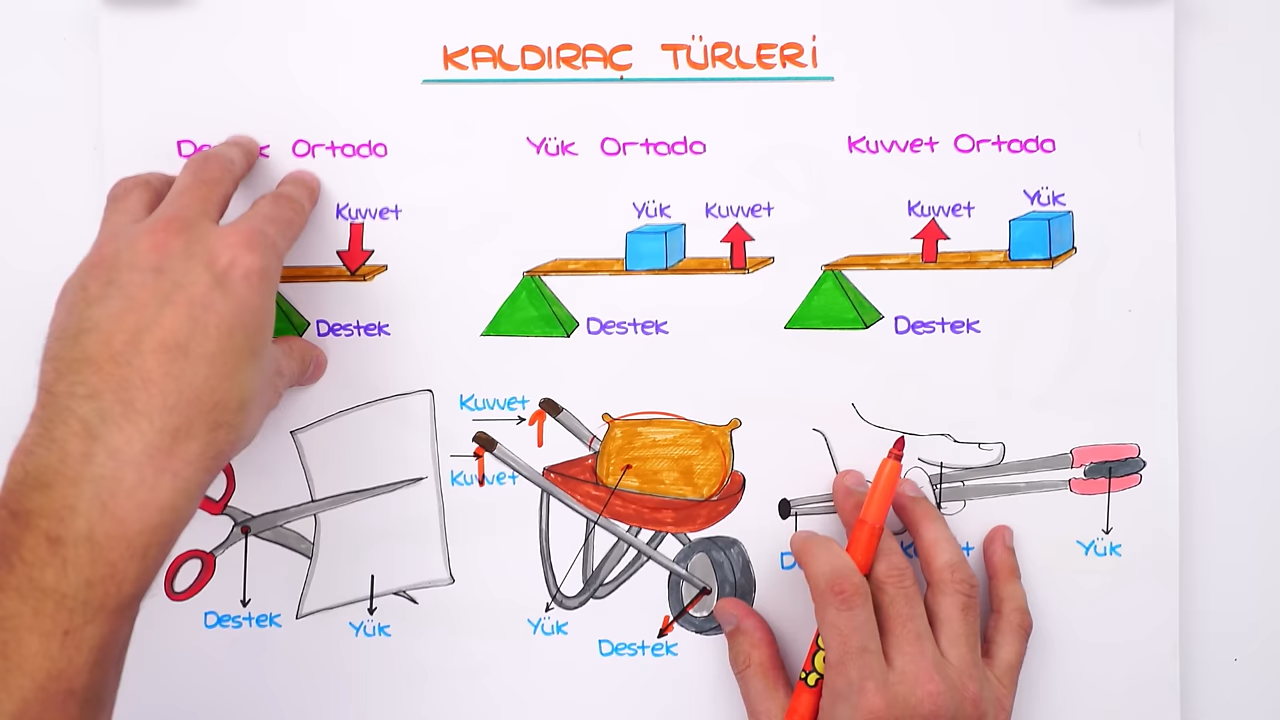 KALDIRAÇ TÜRLERİ
Ortada
Yük Ortada
Kuvvet Ortada
Kuvvet
Yük
Kuvvet
Kuvvet
Yük
Destek
Destek
Destek
Kuvvet
Kuvvet
Destek
Yük
Yük
Destek
Yük